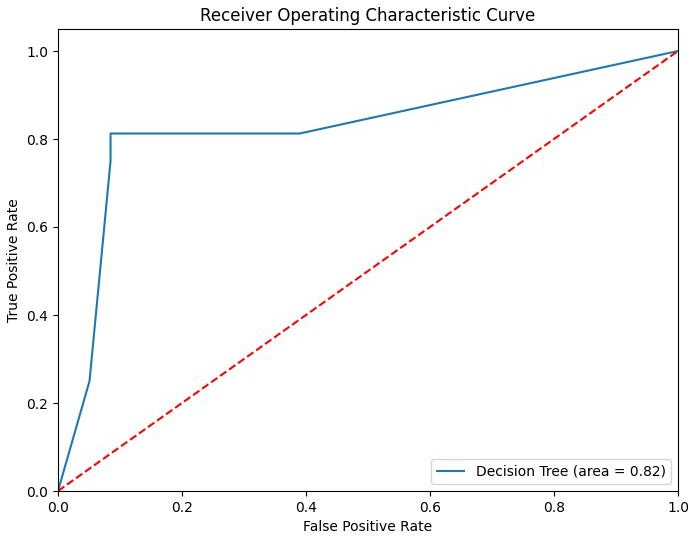 Receiver Operating Characteristic Curve
True Positive Rate
1.0
0.8
0.6
0.4
0.2
0.0
0.0 0.2 0.4 0.6 0.8 1.0
False Positive Rate
Decision Tree (area = 0.82)